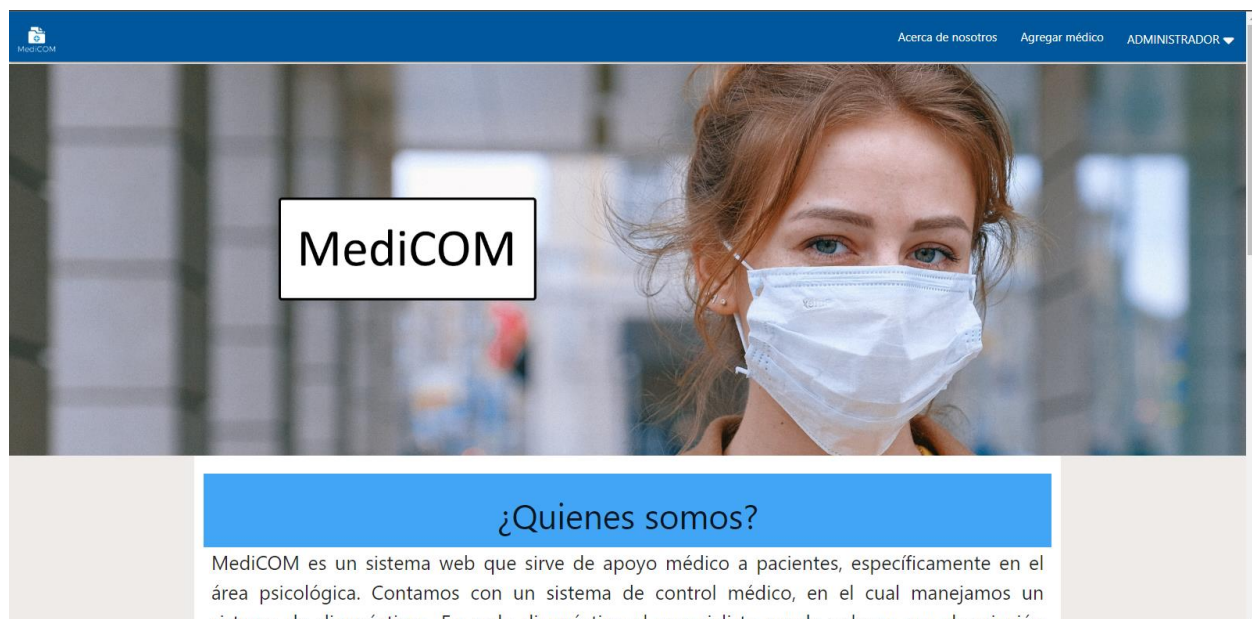 MediCOM
Acerca de nosotros
Agregar médico
ADMINISTRADOR
MediCOM
¿Quienes somos?
MediCOM es un sistema web que sirve de apoyo médico a pacientes, específicamente en el
área psicológica. Contamos con un sistema de control médico, en el cual manejamos un